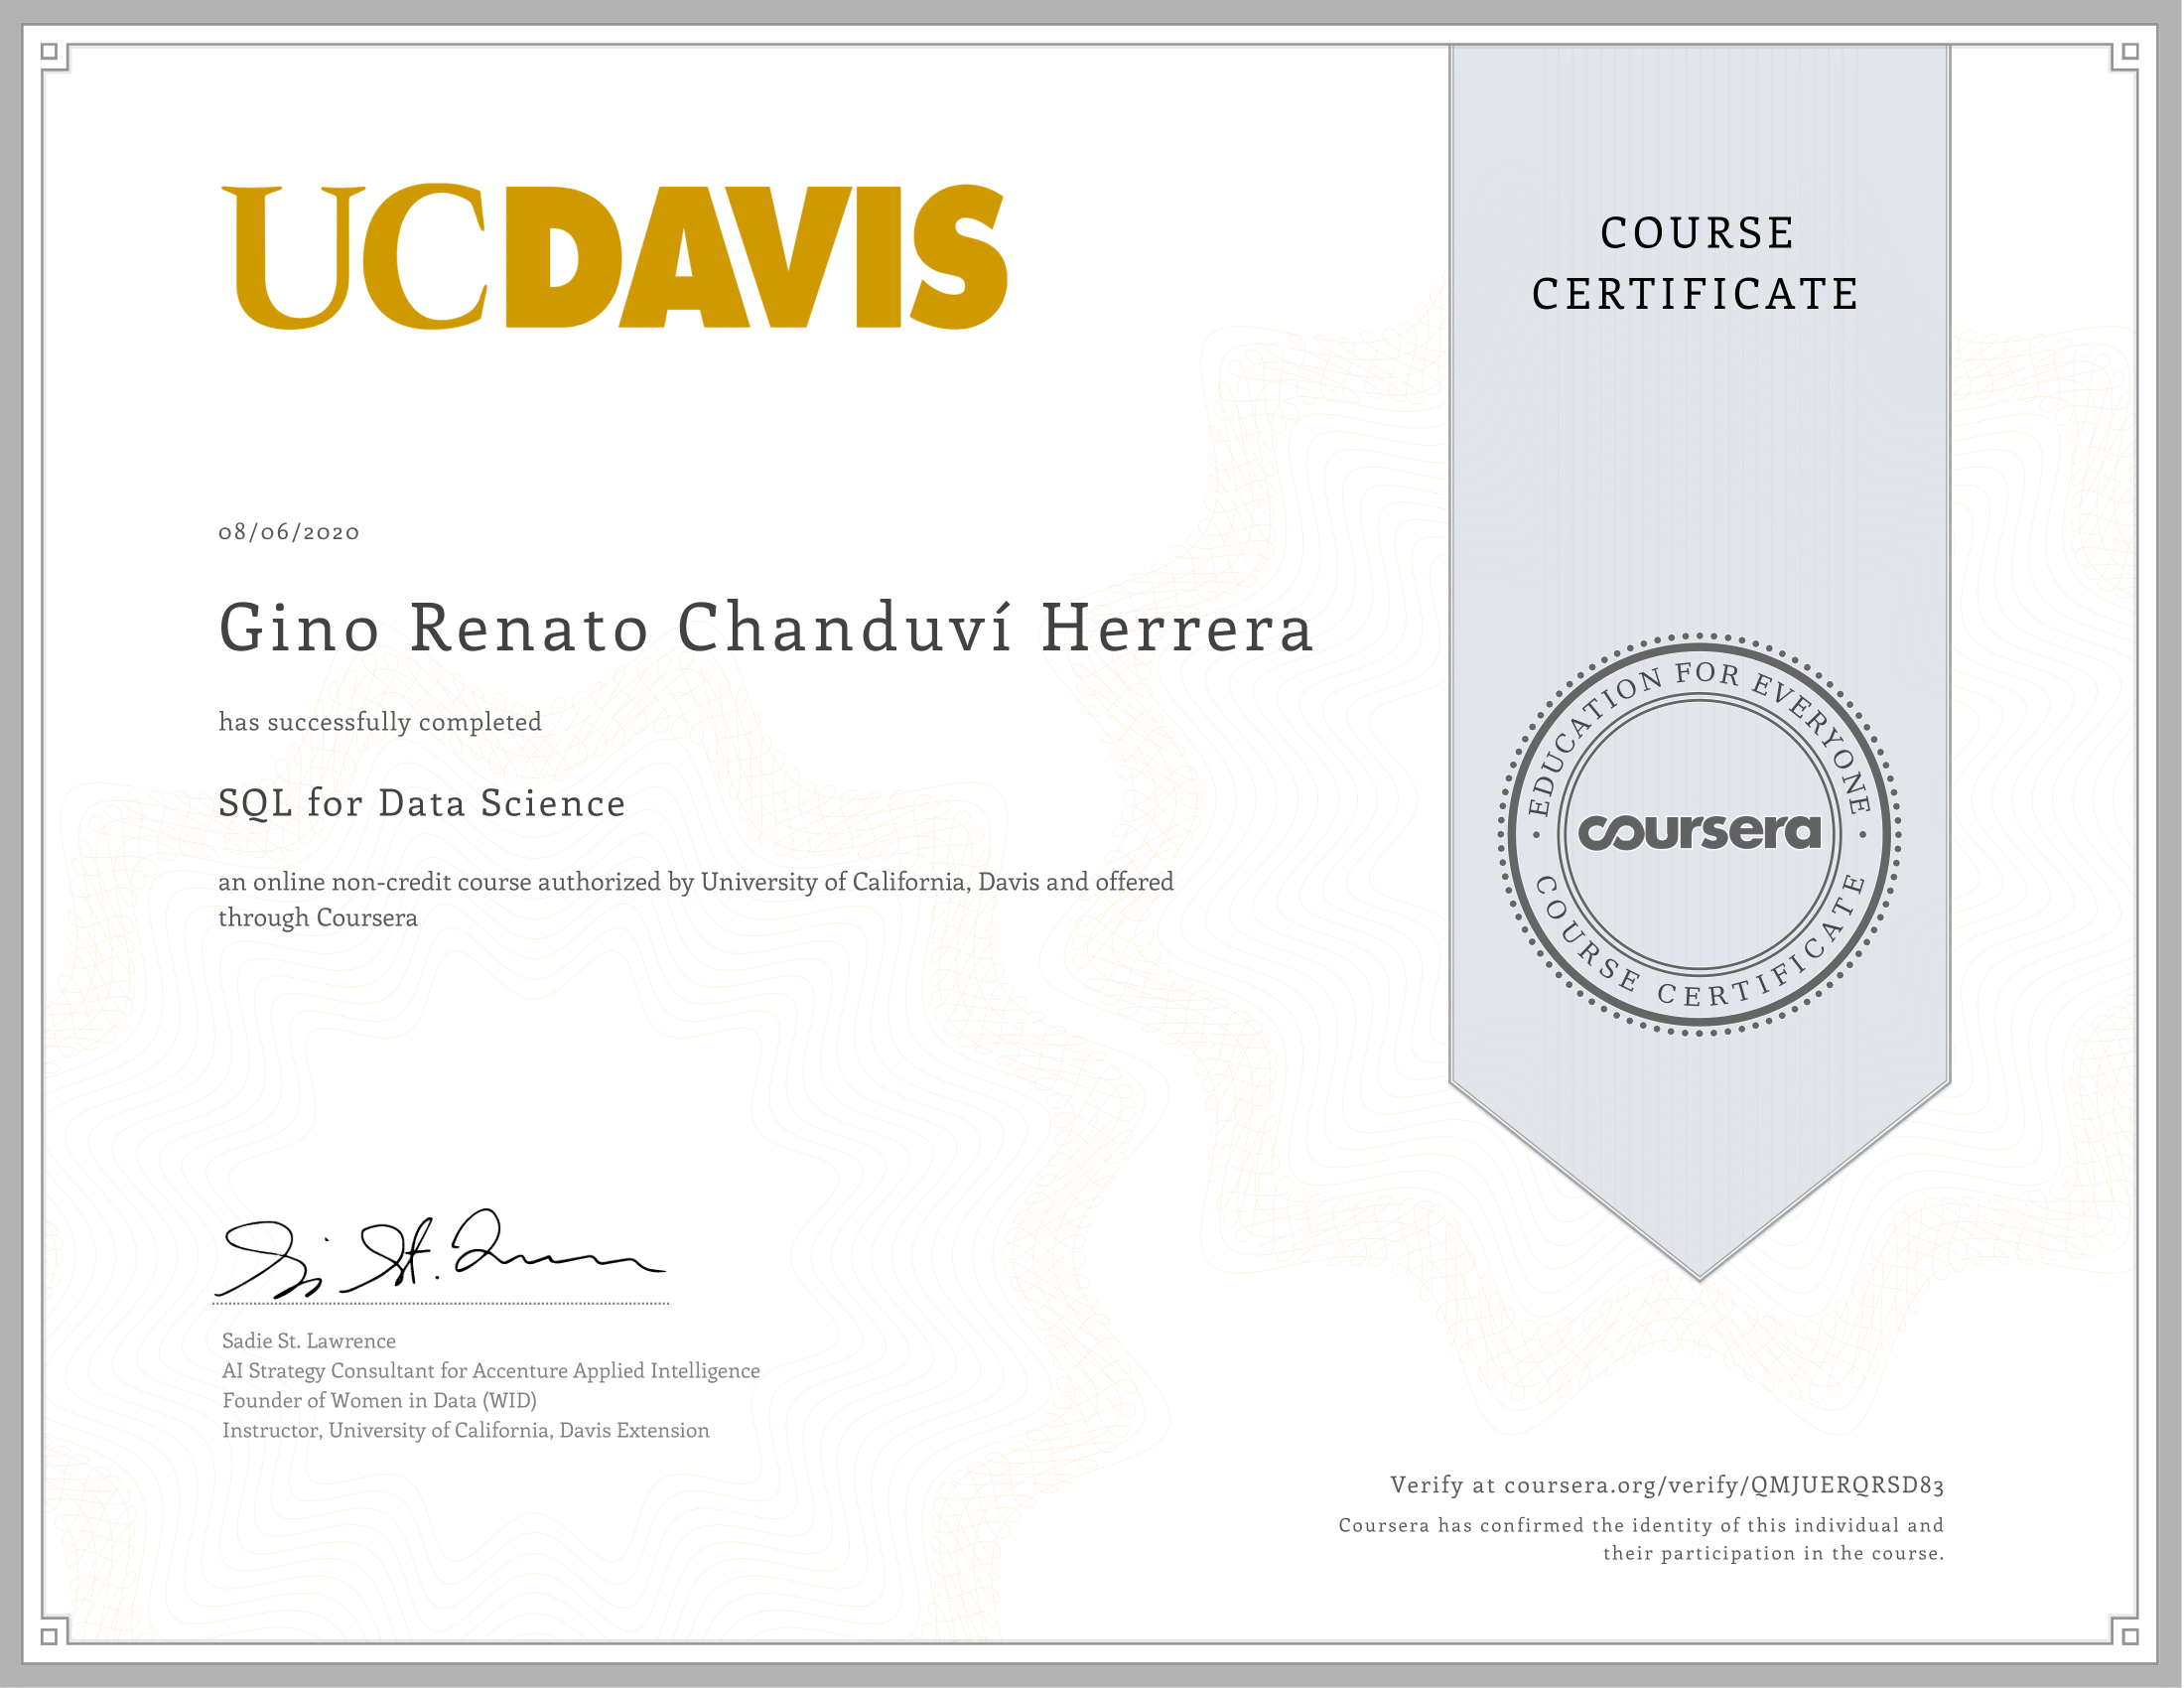 UCDAVIS
COURSE
CERTIFICATE
08/06/2020
Gino Renato Chanduví Herrera
has successfully completed
SQL for Data Science
an online non-credit course authorized by University of California, Davis and offered
through Coursera
EDUCATION FOR EVERYONE
coursera
COURSE CERTIFICATE
Sadie St. Lawrence
AI Strategy Consultant for Accenture Applied Intelligence
Founder of Women in Data (WID)
Instructor, University of California, Davis Extension
Verify at coursera.org/verify/QMJUERQRSD83
Coursera has confirmed the identity of this individual and
their participation in the course.